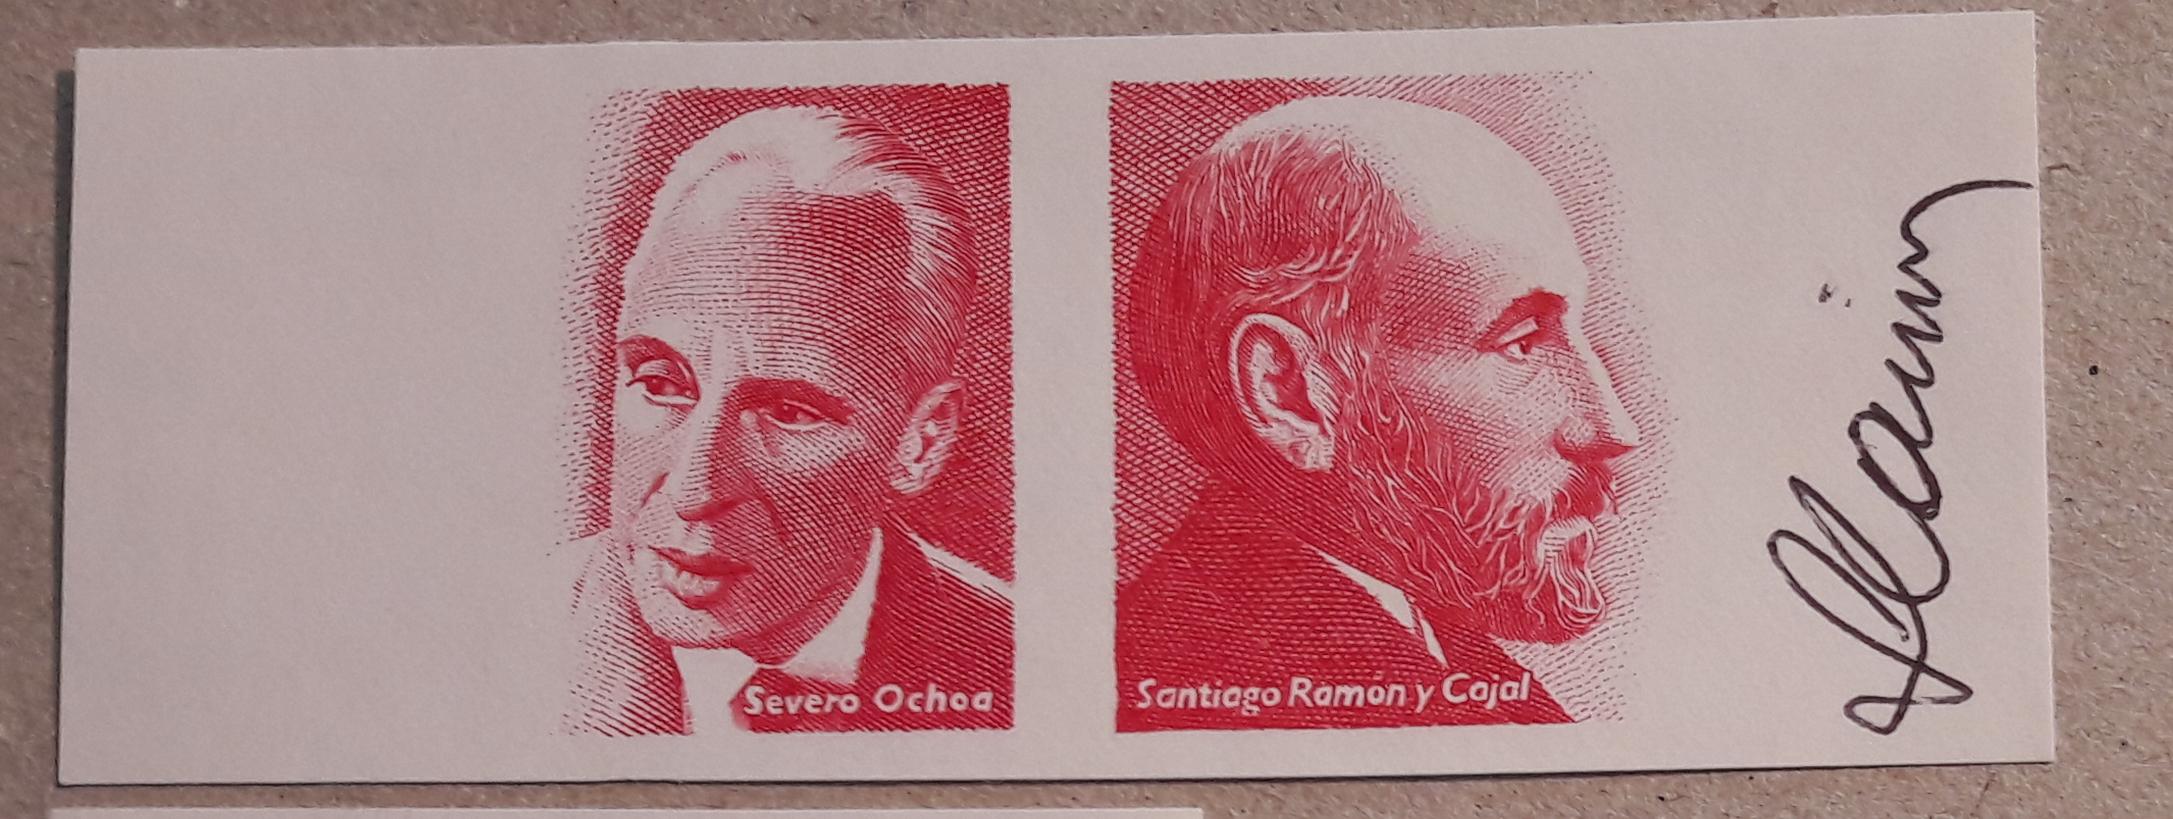 Severo Ochoa
Santiago Ramón y Cajal